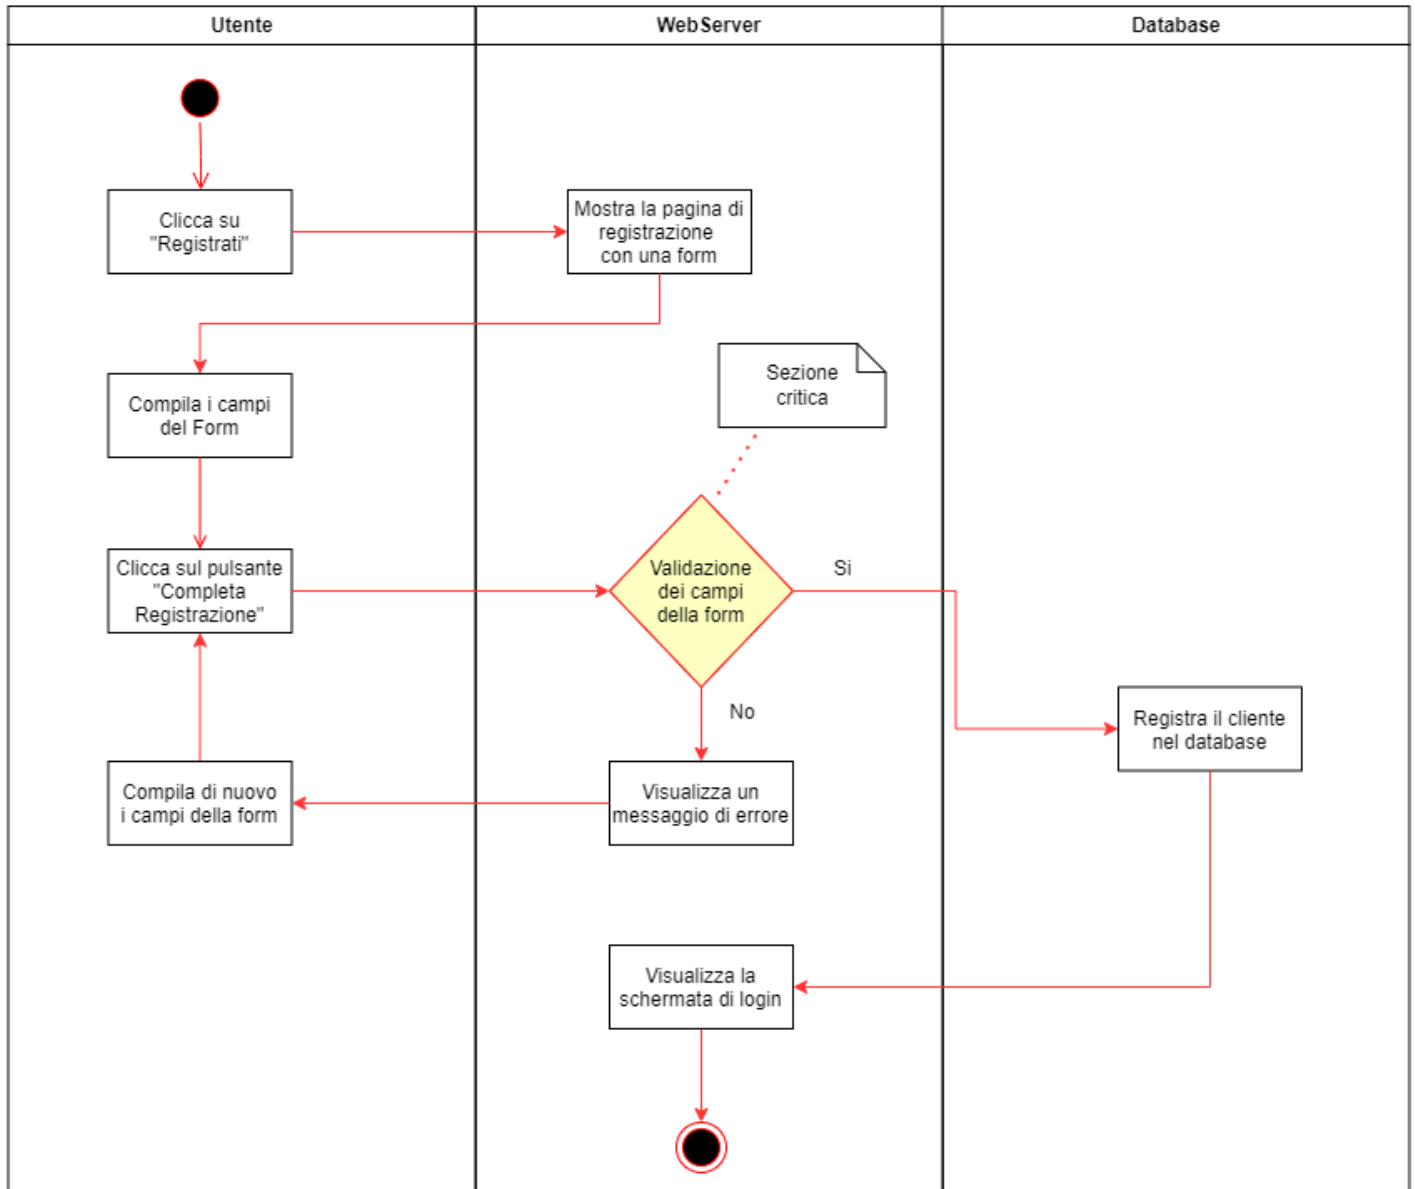 Utente
WebServer
Database
Clicca su
"Registrati"
Mostra la pagina di
registrazione
con una form
Sezione
critica
Compila i campi
del Form
Clicca sul pulsante
"Completa
Registrazione"
Validazione
dei campi
della form
Si
No
Registra il cliente
nel database
Compila di nuovo
i campi della form
Visualizza un
messaggio di errore
Visualizza la
schermata di login